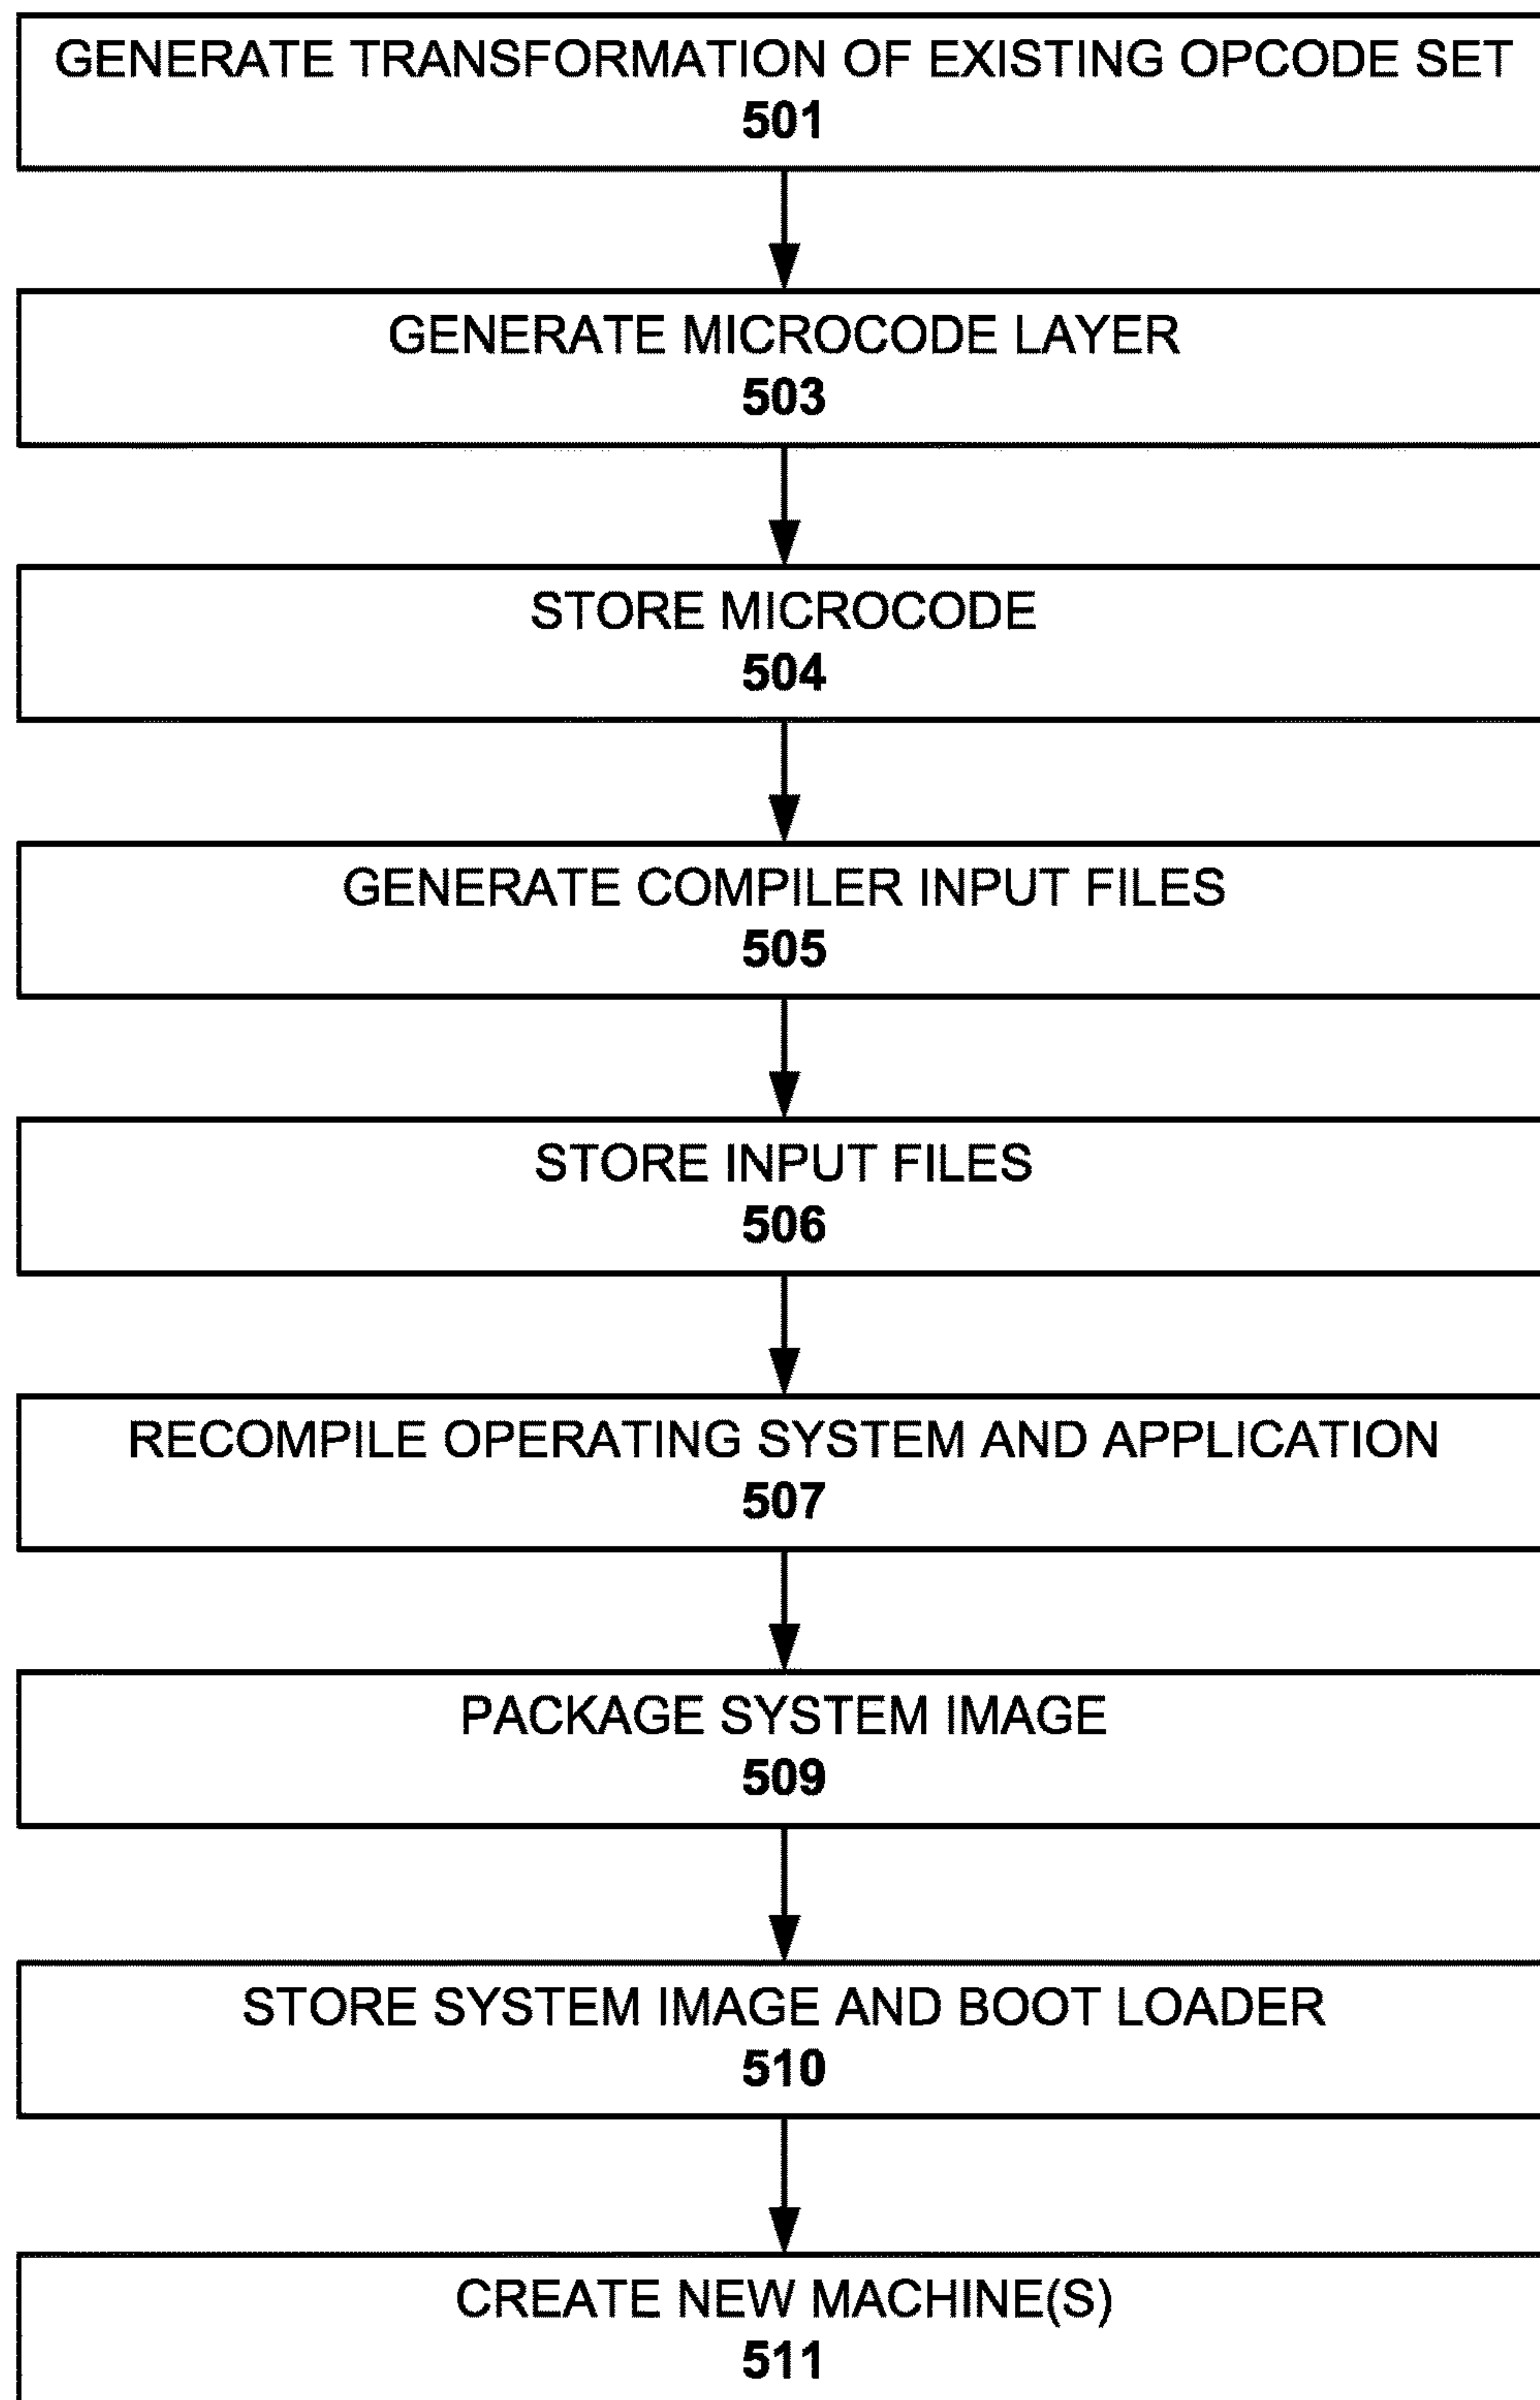 GENERATE TRANSFORMATION OF EXISTING OPCODE SET
501
GENERATE MICROCODE LAYER
503
STORE MICROCODE
504
GENERATE COMPILER INPUT FILES
505
STORE INPUT FILES
506
RECOMPILE OPERATING SYSTEM AND APPLICATION
507
PACKAGE SYSTEM IMAGE
509
STORE SYSTEM IMAGE AND BOOT LOADER
510
CREATE NEW MACHINE(S)
511